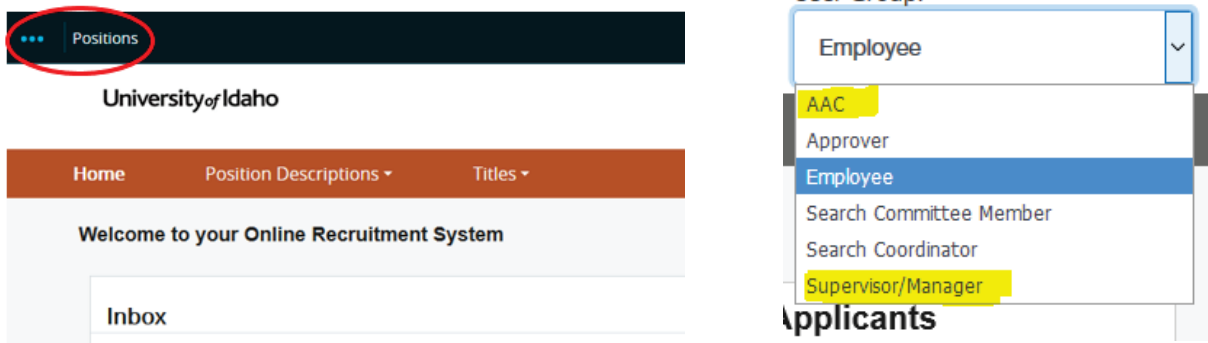 Positions
University of Idaho
Home Position Descriptions Titles
Welcome to your Online Recruitment System
Inbox
Employee
AAC
Approver
Employee
Search Committee Member
Search Coordinator
Supervisor/Manager
Applicants